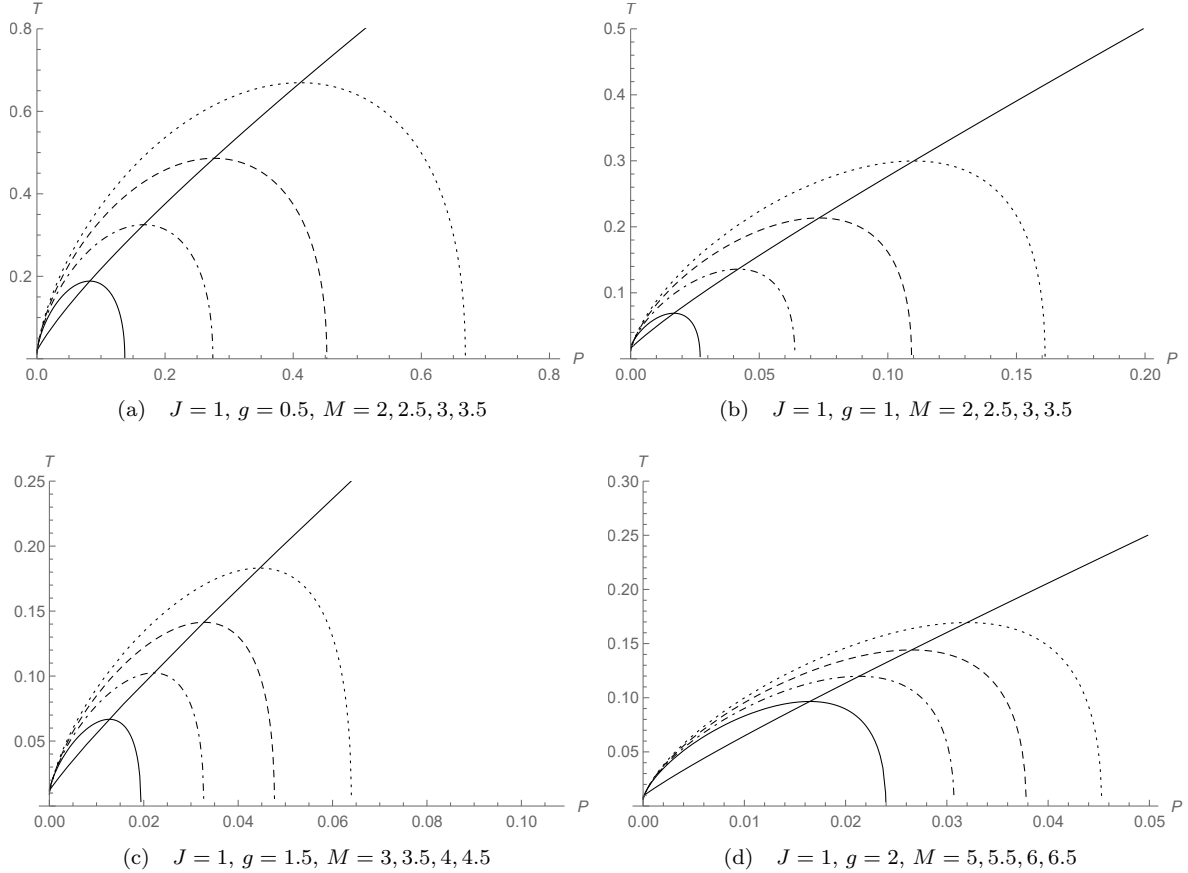 T
0.8
0.6
0.4
0.2
0.0 0.2 0.4 0.6 0.8
P
(a) J = 1, g = 0.5, M = 2, 2.5, 3, 3.5
T
0.5
0.4
0.3
0.2
0.1
0.00 0.05 0.10 0.15 0.20
P
(b) J = 1, g = 1, M = 2, 2.5, 3, 3.5
T
0.25
0.20
0.15
0.10
0.05
0.00 0.02 0.04 0.06 0.08 0.10
P
(c) J = 1, g = 1.5, M = 3, 3.5, 4, 4.5
T
0.30
0.25
0.20
0.15
0.10
0.05
0.00 0.01 0.02 0.03 0.04 0.05
P
(d) J = 1, g = 2, M = 5, 5.5, 6, 6.5